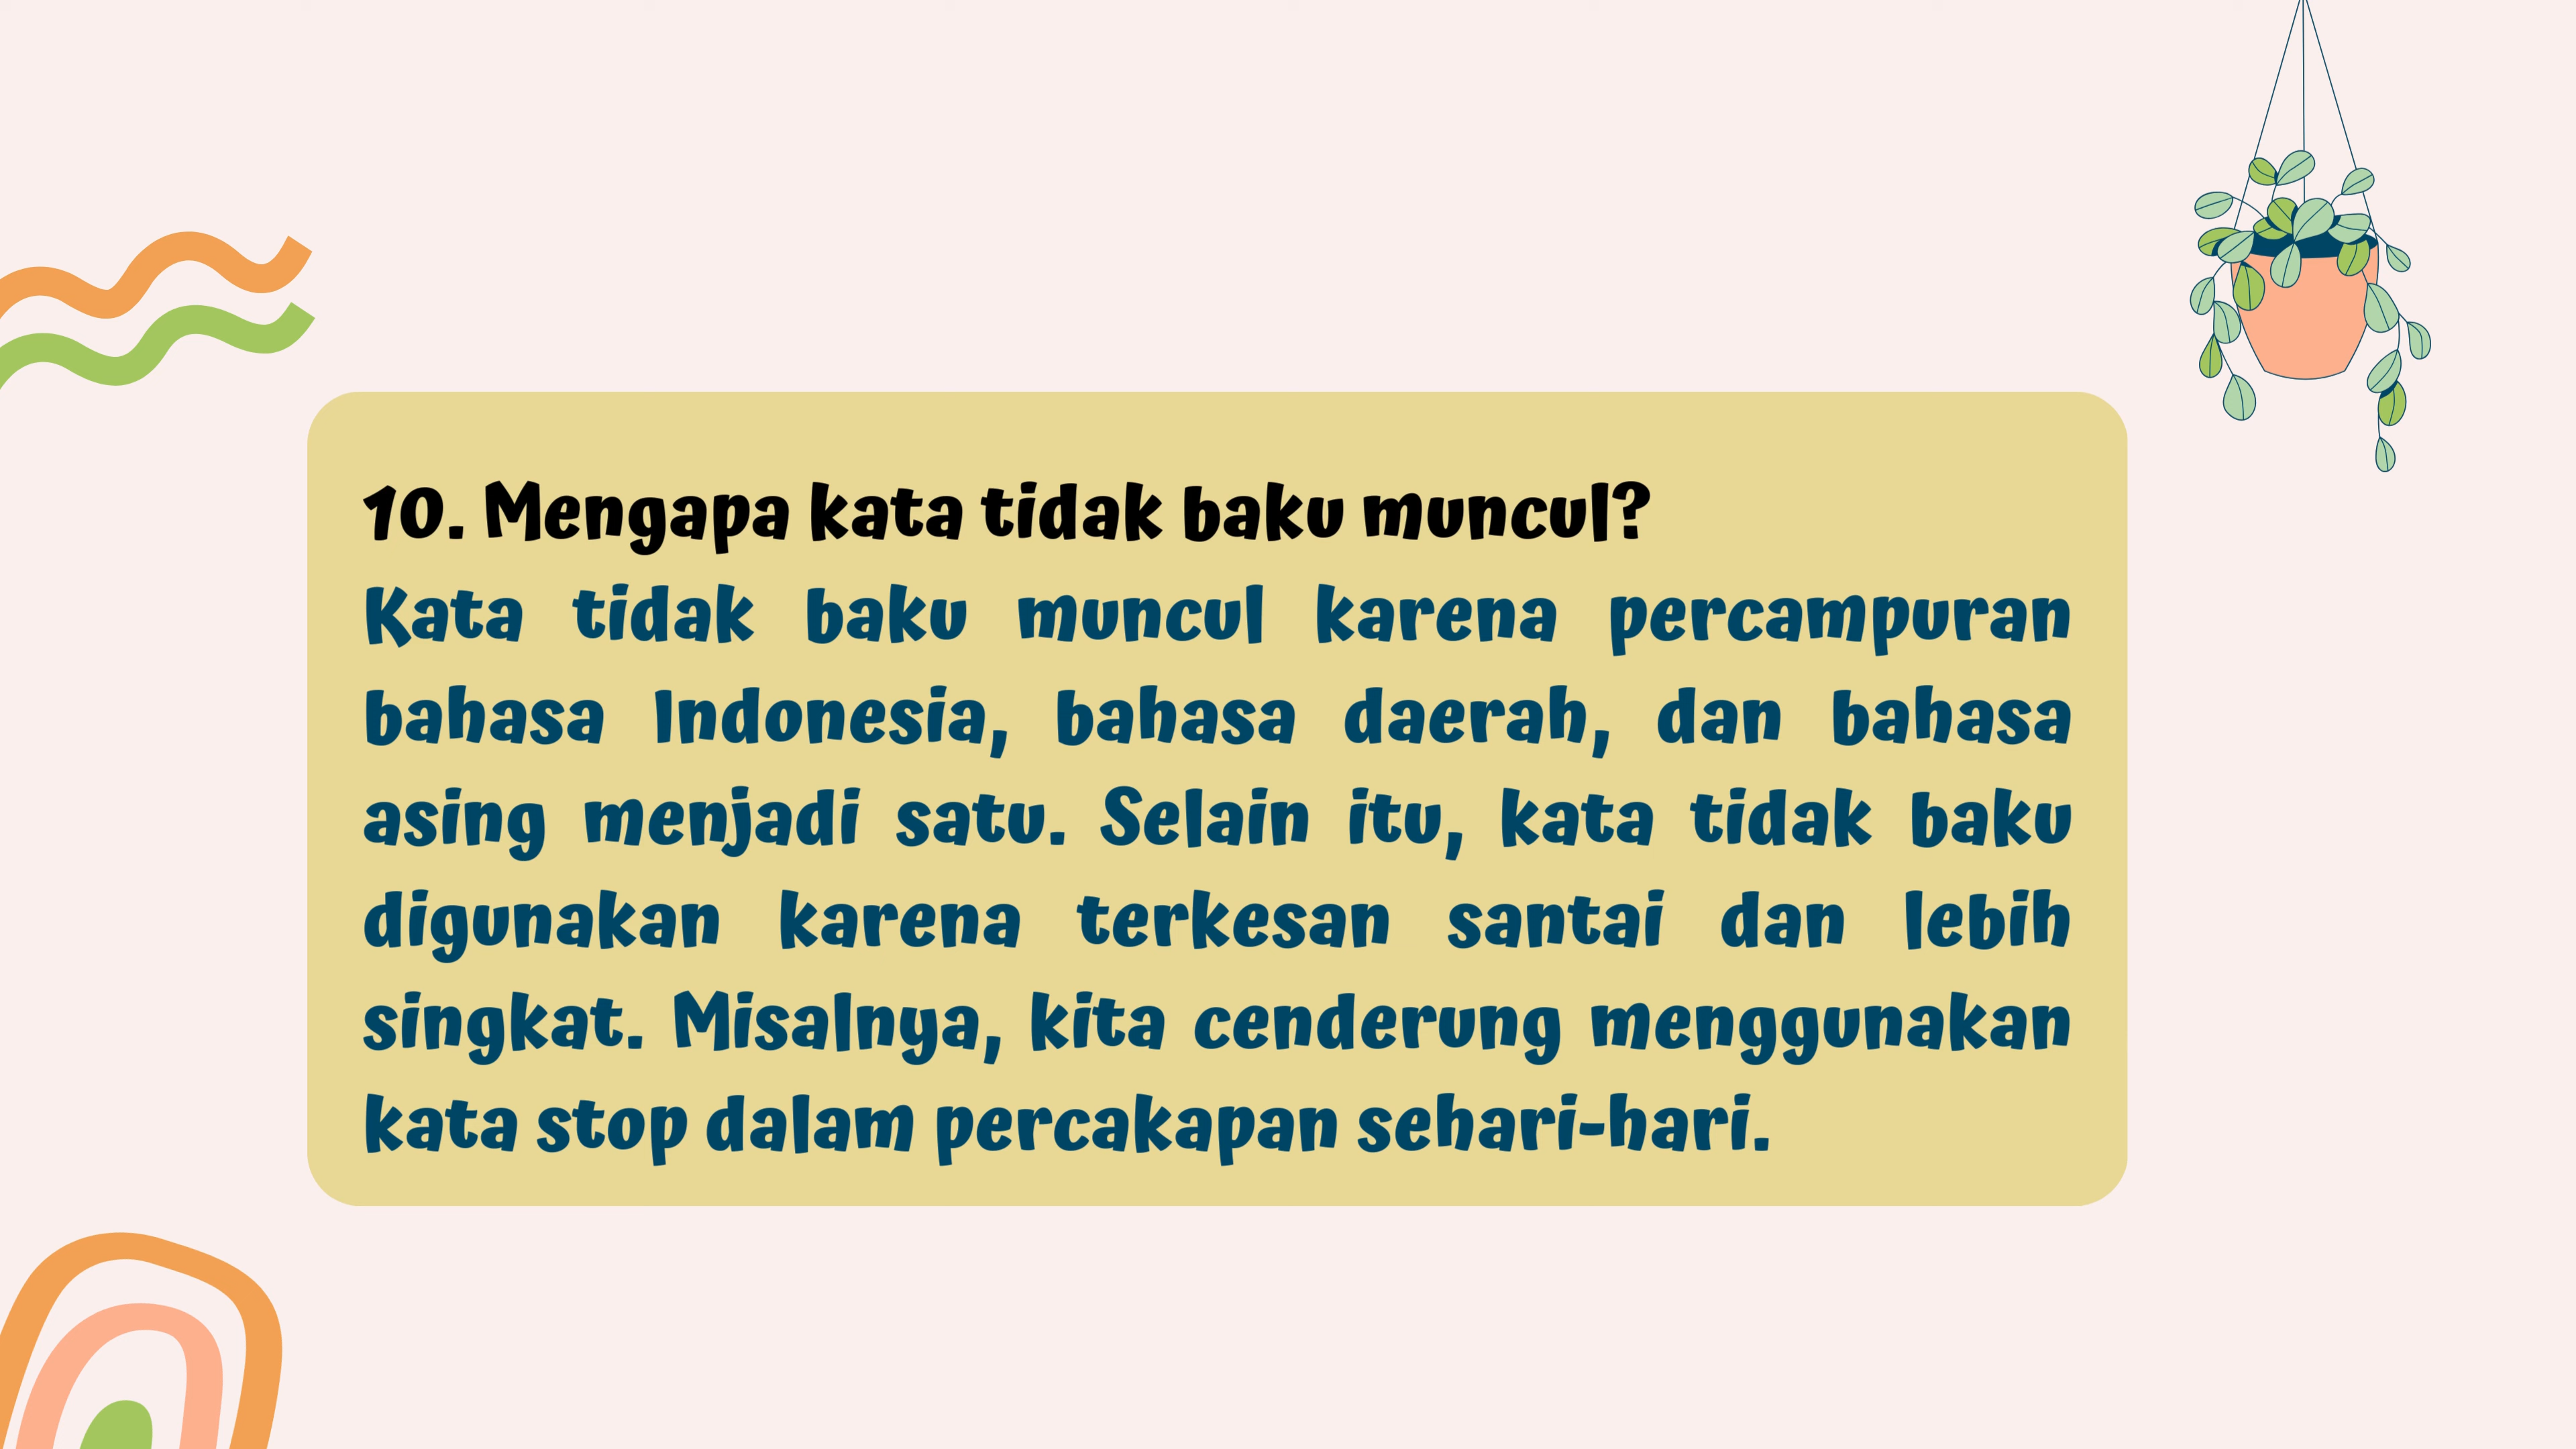 10. Mengapa kata tidak baku muncul?
Kata tidak baku muncul karena percampuran
bahasa Indonesia, bahasa daerah, dan bahasa
asing menjadi satu. Selain itu, kata tidak baku
digunakan karena terkesan santai dan lebih
singkat. Misalnya, kita cenderung menggunakan
kata stop dalam percakapan sehari-hari.